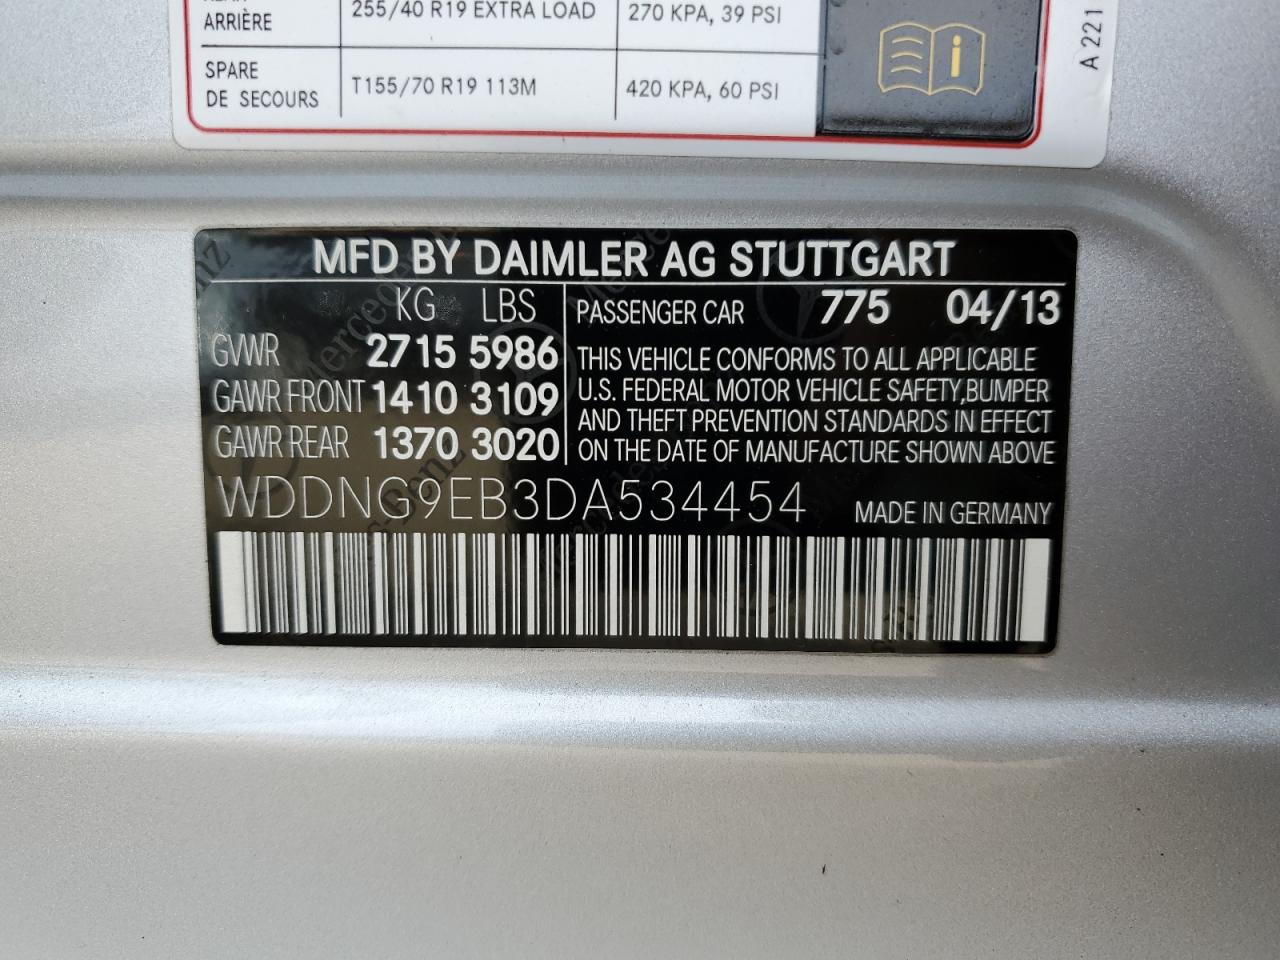 ARRIÈRE 255/40 R19 EXTRA LOAD 270 KPA, 39 PSI
SPARE
DE SECOURS T155/70 R19 113M 420 KPA, 60 PSI
i
A 221
MFD BY DAIMLER AG STUTTGART
KG LBS PASSENGER CAR 775 04/13
GVWR 2715 5986
GAWR FRONT 1410 3109
GAWR REAR 1370 3020
THIS VEHICLE CONFORMS TO ALL APPLICABLE
U.S. FEDERAL MOTOR VEHICLE SAFETY, BUMPER
AND THEFT PREVENTION STANDARDS IN EFFECT
ON THE DATE OF MANUFACTURE SHOWN ABOVE
WDDNG9EB3DA534454 MADE IN GERMANY